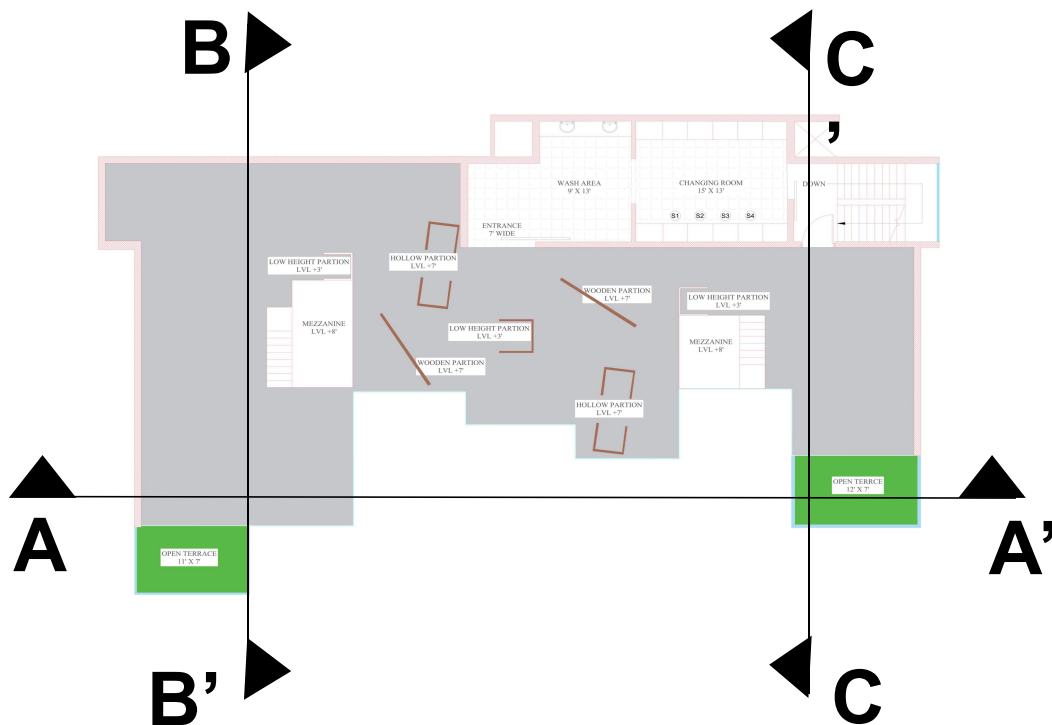 B
C
’
WASH AREA
9' X 13'
CHANGING ROOM
15' X 13'
DOWN
S1 S2 S3 S4
ENTRANCE
7' WIDE
HOLLOW PARTION
LVL +7'
LOW HEIGHT PARTION
LVL +3'
WOODEN PARTION
LVL +7'
LOW HEIGHT PARTION
LVL +3'
MEZZANINE
LVL +8'
LOW HEIGHT PARTION
LVL +3'
MEZZANINE
LVL +8'
WOODEN PARTION
LVL +7'
HOLLOW PARTION
LVL +7'
OPEN TERRCE
12' X 7'
A
A’
OPEN TERRACE
11' X 7'
B’
C